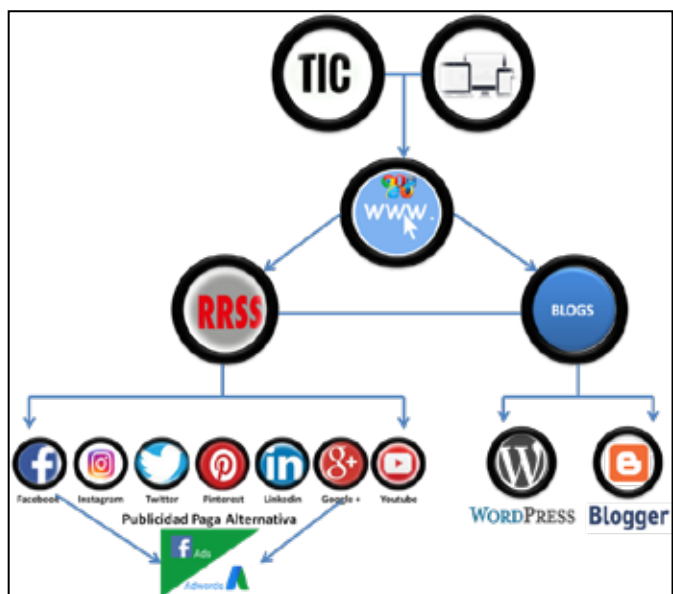 TIC
www.
RRSS
BLOGS
Facebook Instagram Twitter Pinterest Linkedin Google + Youtube
Publicidad Paga Alternativa
WORDPRESS Blogger
f Ads
Adwords